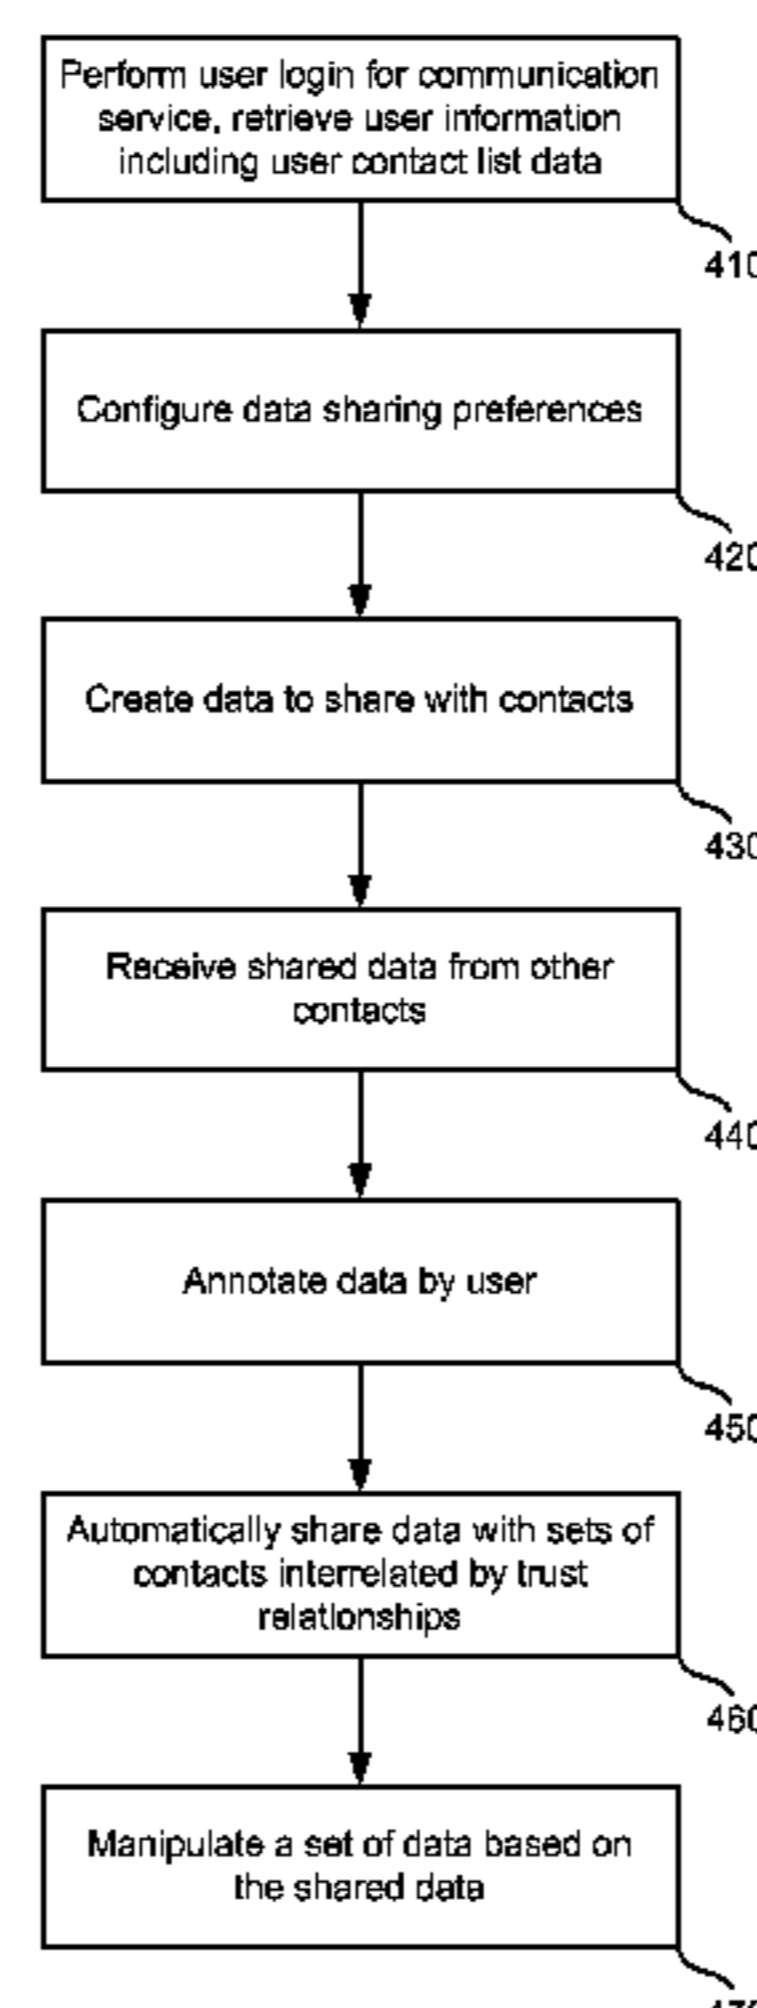 Perform user login for communication
service, retrieve user information
including user contact list data
410
Configure data sharing preferences
420
Create data to share with contacts
430
Receive shared data from other
contacts
440
Annotate data by user
450
Automatically share data with sets of
contacts interrelated by trust
relationships
460
Manipulate a set of data based on
the shared data